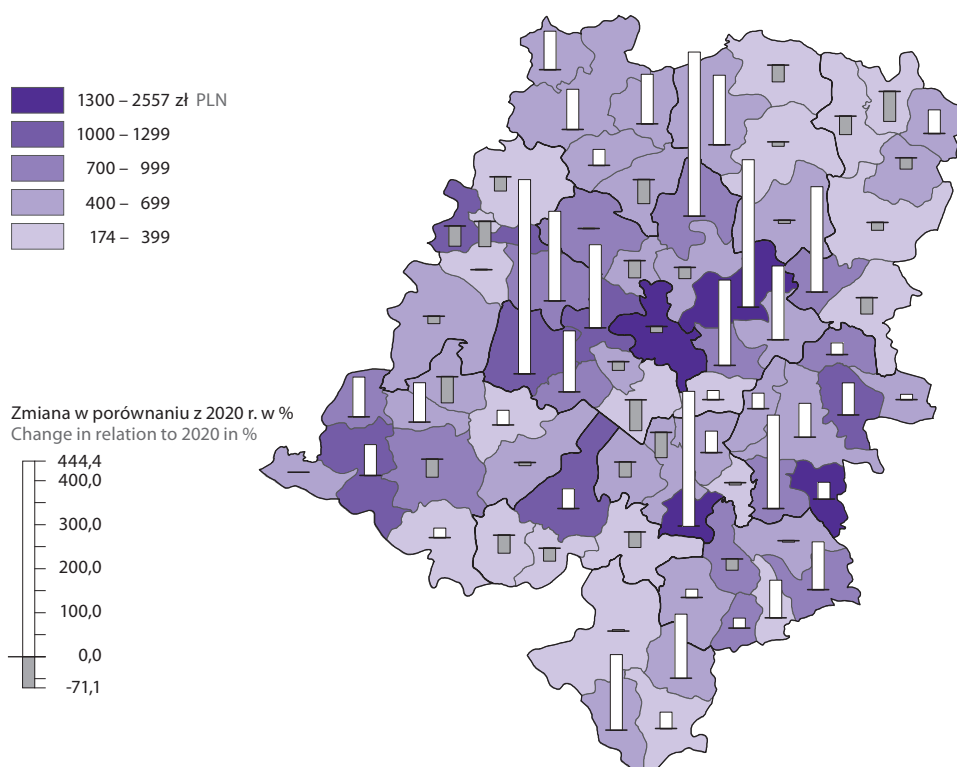 1300 – 2557 zł PLN
1000 – 1299
700 – 999
400 – 699
174 – 399
Zmiana w porównaniu z 2020 r. w %
Change in relation to 2020 in %
444,4
400,0
300,0
200,0
100,0
0,0
-71,1